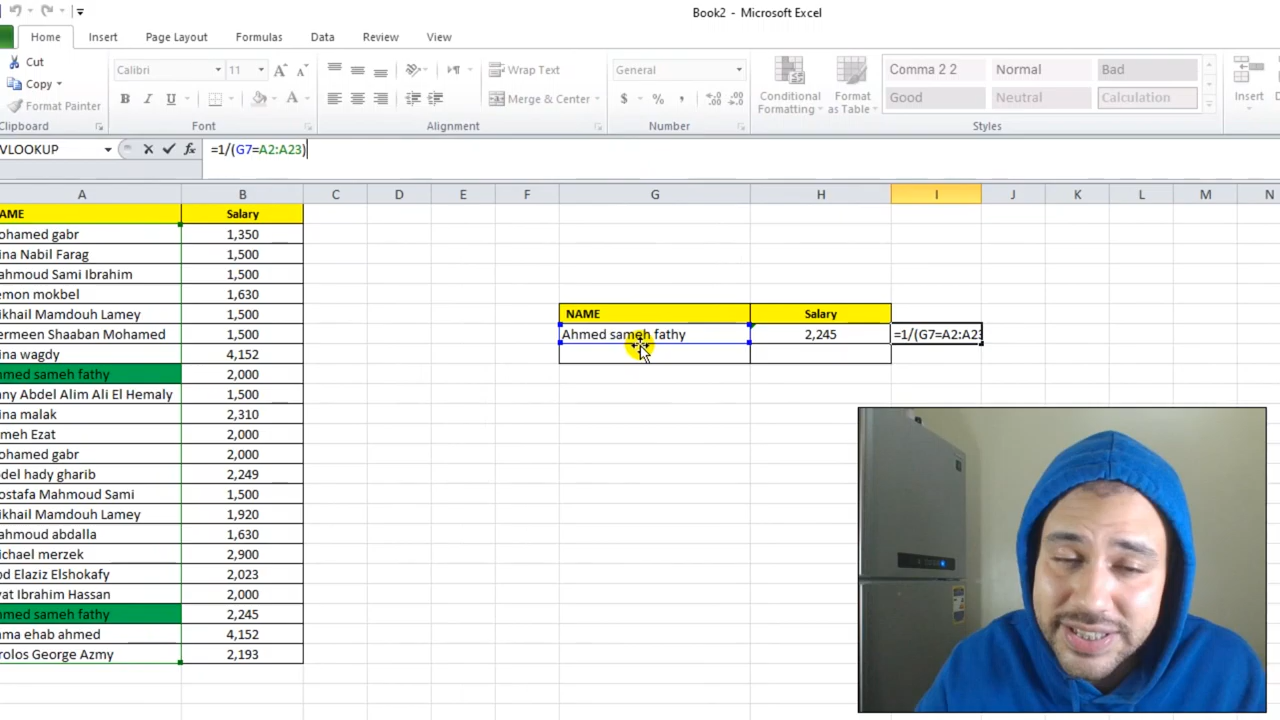 Book2 - Microsoft Excel
Home Insert Page Layout Formulas Data Review View
Cut
Copy
Format Painter
Clipboard
Calibri 11
B I U
Font
Wrap Text
Merge & Center
Alignment
General
$ % ,
Number
Conditional Formatting
Format as Table
Comma 2 2 Normal Bad
Good Neutral Calculation
Styles
Insert
VLOOKUP fx =1/(G7=A2:A23)
A B C D E F G H I J K L M N
AME Salary
ohamed gabr 1,350
ina Nabil Farag 1,500
ahmoud Sami Ibrahim 1,500
emon mokbel 1,630
ikhail Mamdouh Lamey 1,500
ermeen Shaaban Mohamed 1,500
ina wagdy 4,152
hmed sameh fathy 2,000
any Abdel Alim Ali El Hemaly 1,500
ina malak 2,310
meh Ezat 2,000
ohamed gabr 2,000
bdel hady gharib 2,249
ostafa Mahmoud Sami 1,500
ikhail Mamdouh Lamey 1,920
ahmoud abdalla 1,630
ichael merzek 2,900
bd Elaziz Elshokafy 2,023
yat Ibrahim Hassan 2,000
hmed sameh fathy 2,245
ama ehab ahmed 4,152
rolos George Azmy 2,193
NAME Salary
Ahmed sameh fathy 2,245 =1/(G7=A2:A23